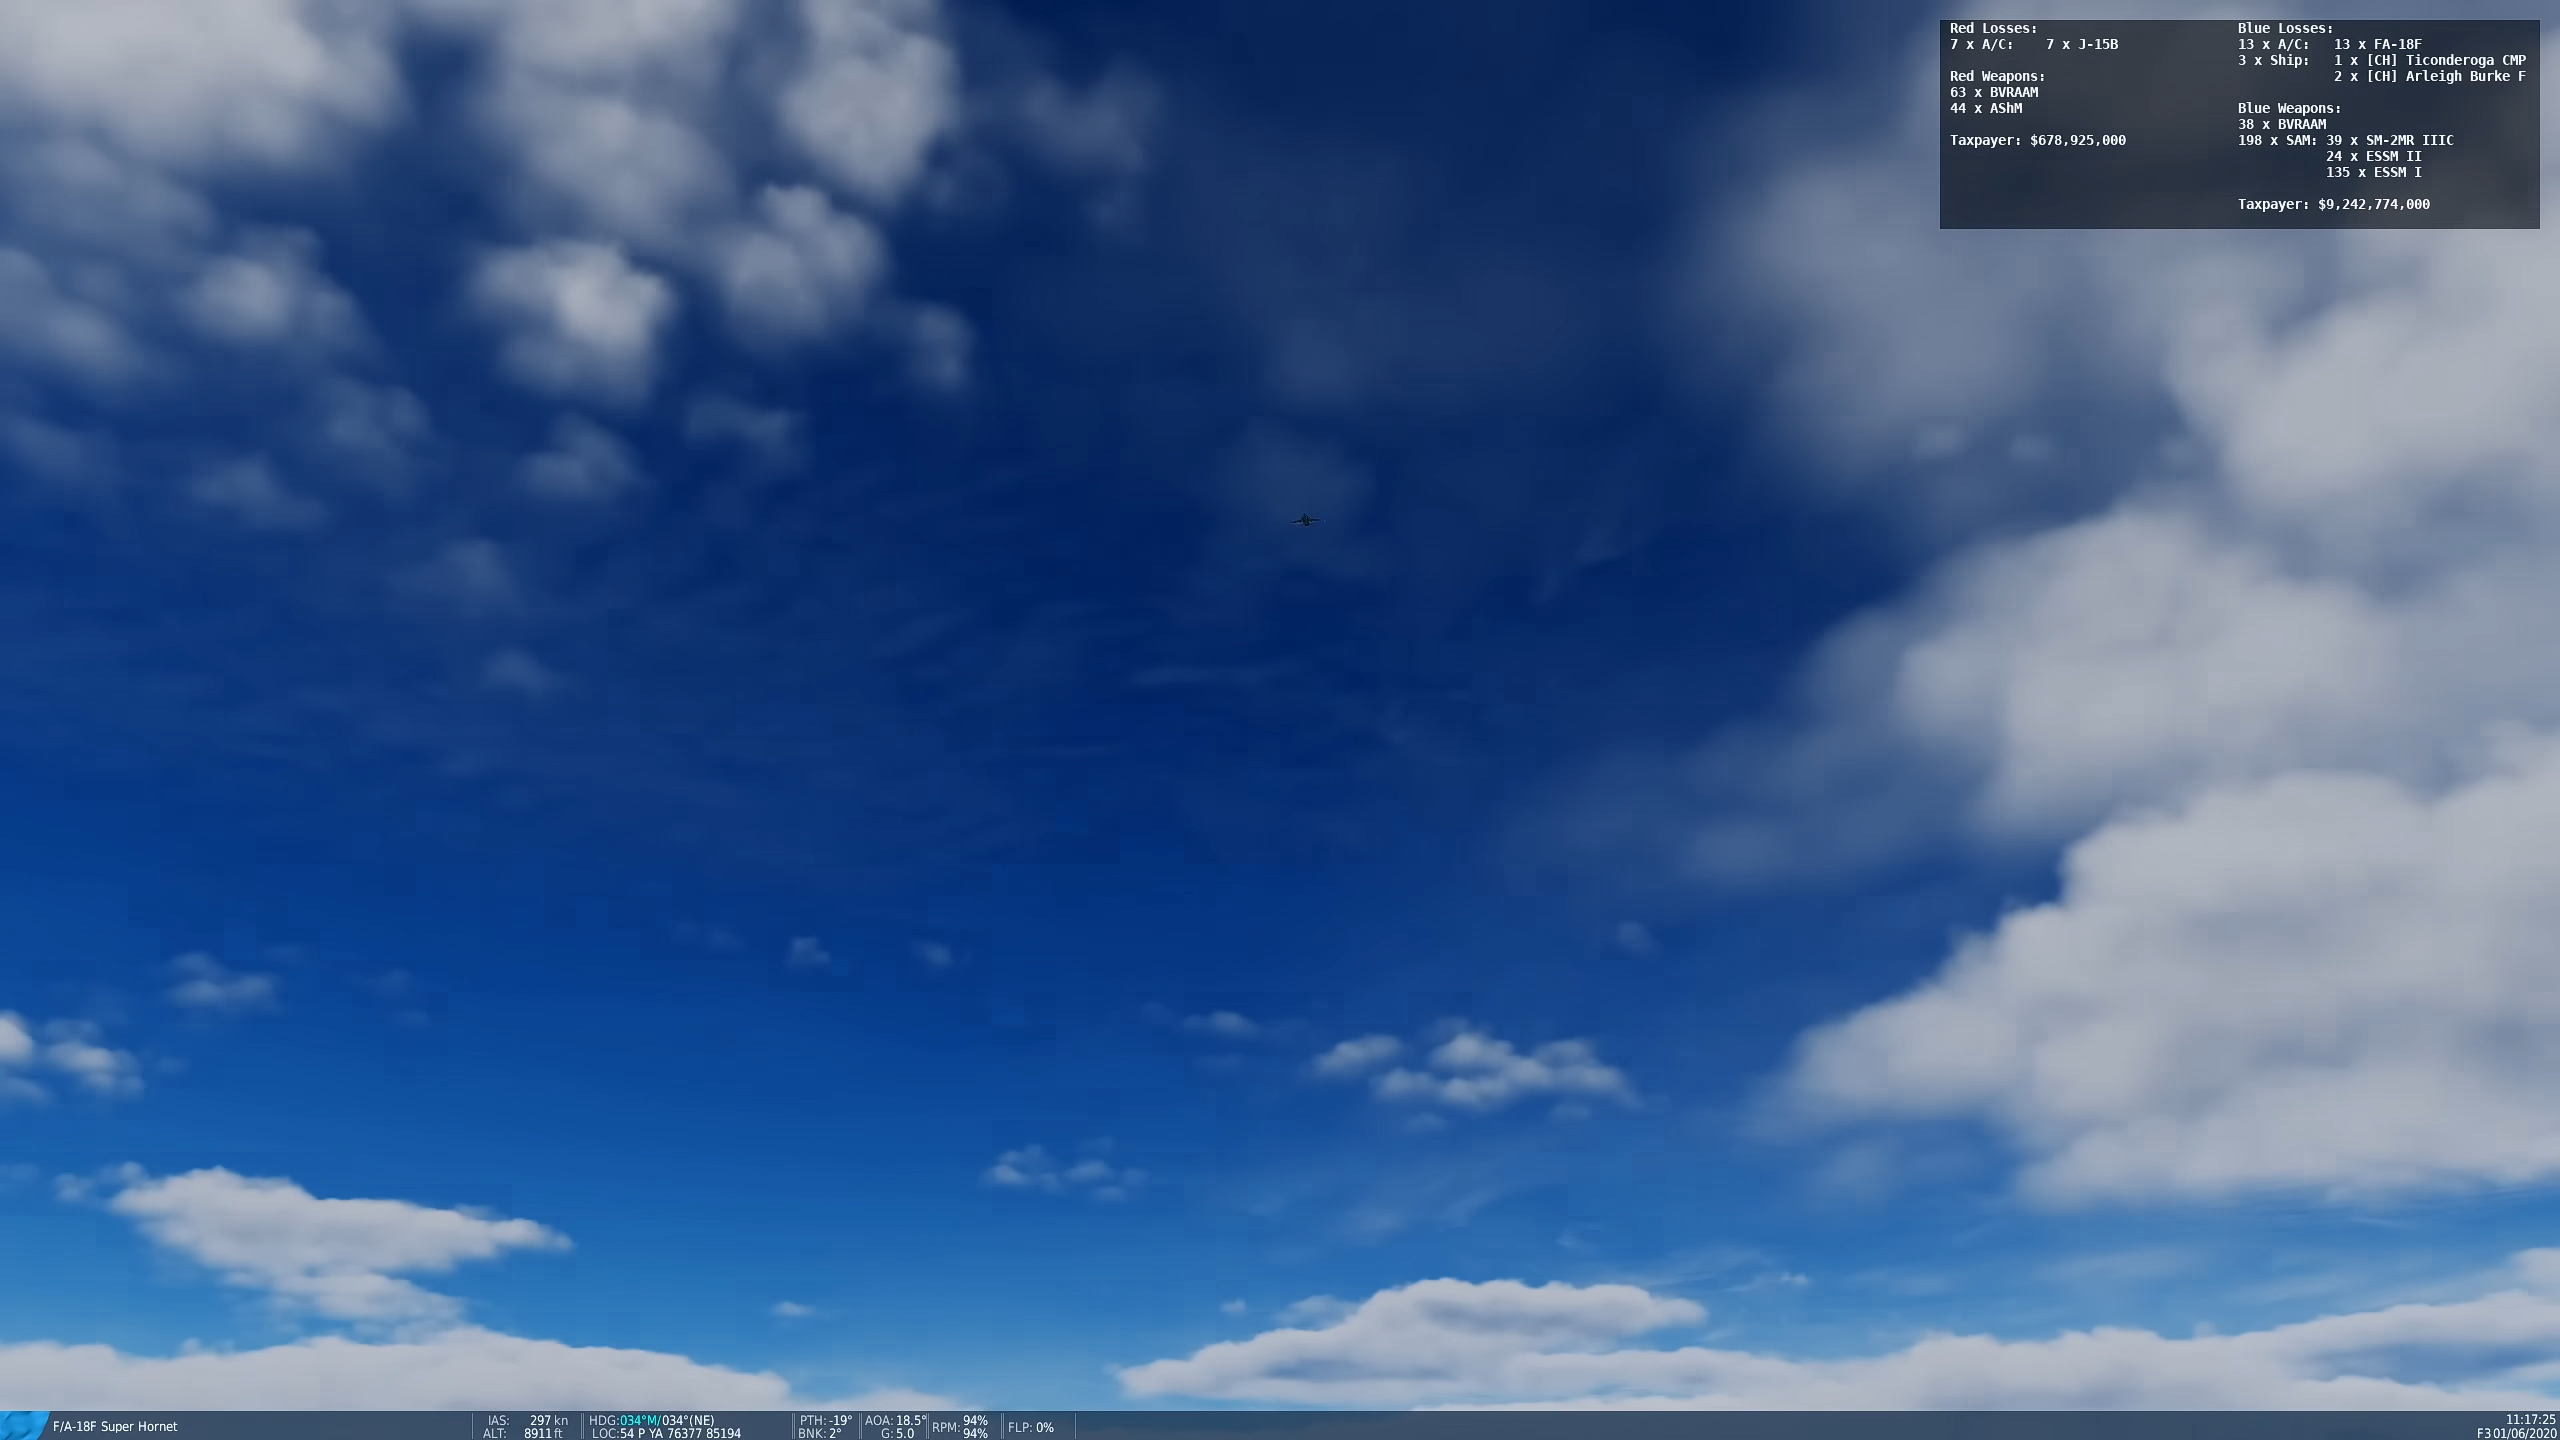 Red Losses:
7 x A/C: 7 x J-15B
Red Weapons:
63 x BVRAAM
44 x AShM
Taxpayer: $678,925,000
Blue Losses:
13 x A/C: 13 x FA-18F
3 x Ship: 1 x [CH] Ticonderoga CMP
2 x [CH] Arleigh Burke F
Blue Weapons:
38 x BVRAAM
198 x SAM: 39 x SM-2MR IIIC
24 x ESSM II
135 x ESSM I
Taxpayer: $9,242,774,000
F/A-18F Super Hornet
IAS: 297 kn
ALT: 8911 ft
HDG:034°M/034°(NE)
LOC:54 P YA 76377 85194
PTH: -19°
BNK: 2°
AOA: 18.5°
G: 5.0
RPM: 94%
94%
FLP: 0%
11:17:25
F3 01/06/2020